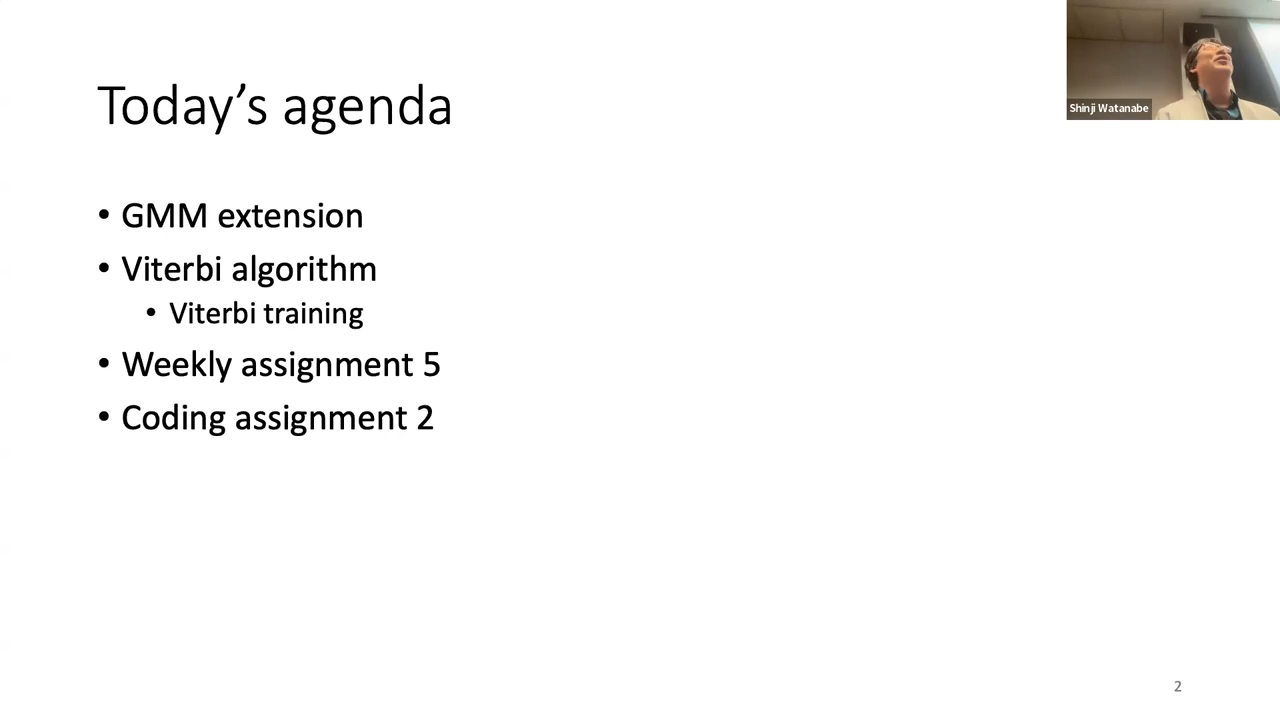 Shinji Watanabe
Today’s agenda
• GMM extension
• Viterbi algorithm
• Viterbi training
• Weekly assignment 5
• Coding assignment 2
2